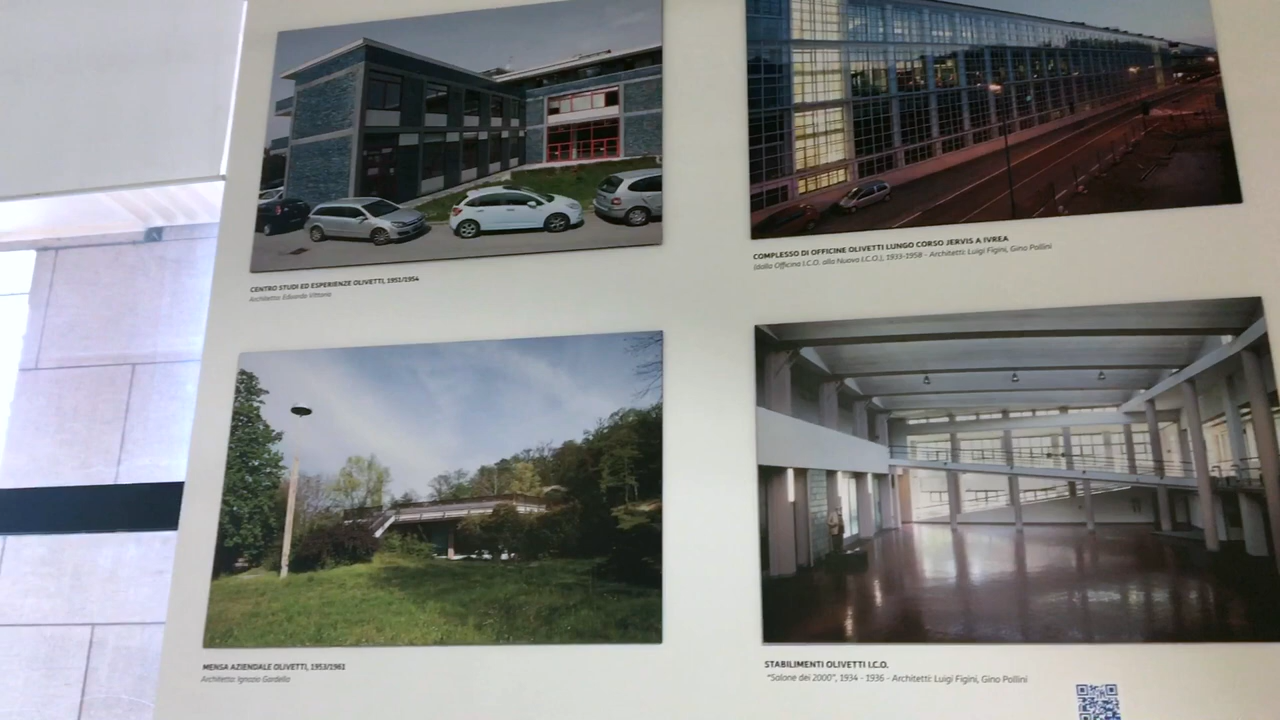 CENTRO STUDI ED ESPERIENZE OLIVETTI, 1951/1954
Architetto: Eduardo Vittoria
COMPLESSO DI OFFICINE OLIVETTI LUNGO CORSO JERVIS A IVREA
(dalla Officina I.C.O. alla Nuova I.C.O.), 1933-1958 - Architetti: Luigi Figini, Gino Pollini
MENSA AZIENDALE OLIVETTI, 1953/1961
Architetto: Ignazio Gardella
STABILIMENTI OLIVETTI I.C.O.
"Salone dei 2000", 1934 - 1936 - Architetti: Luigi Figini, Gino Pollini